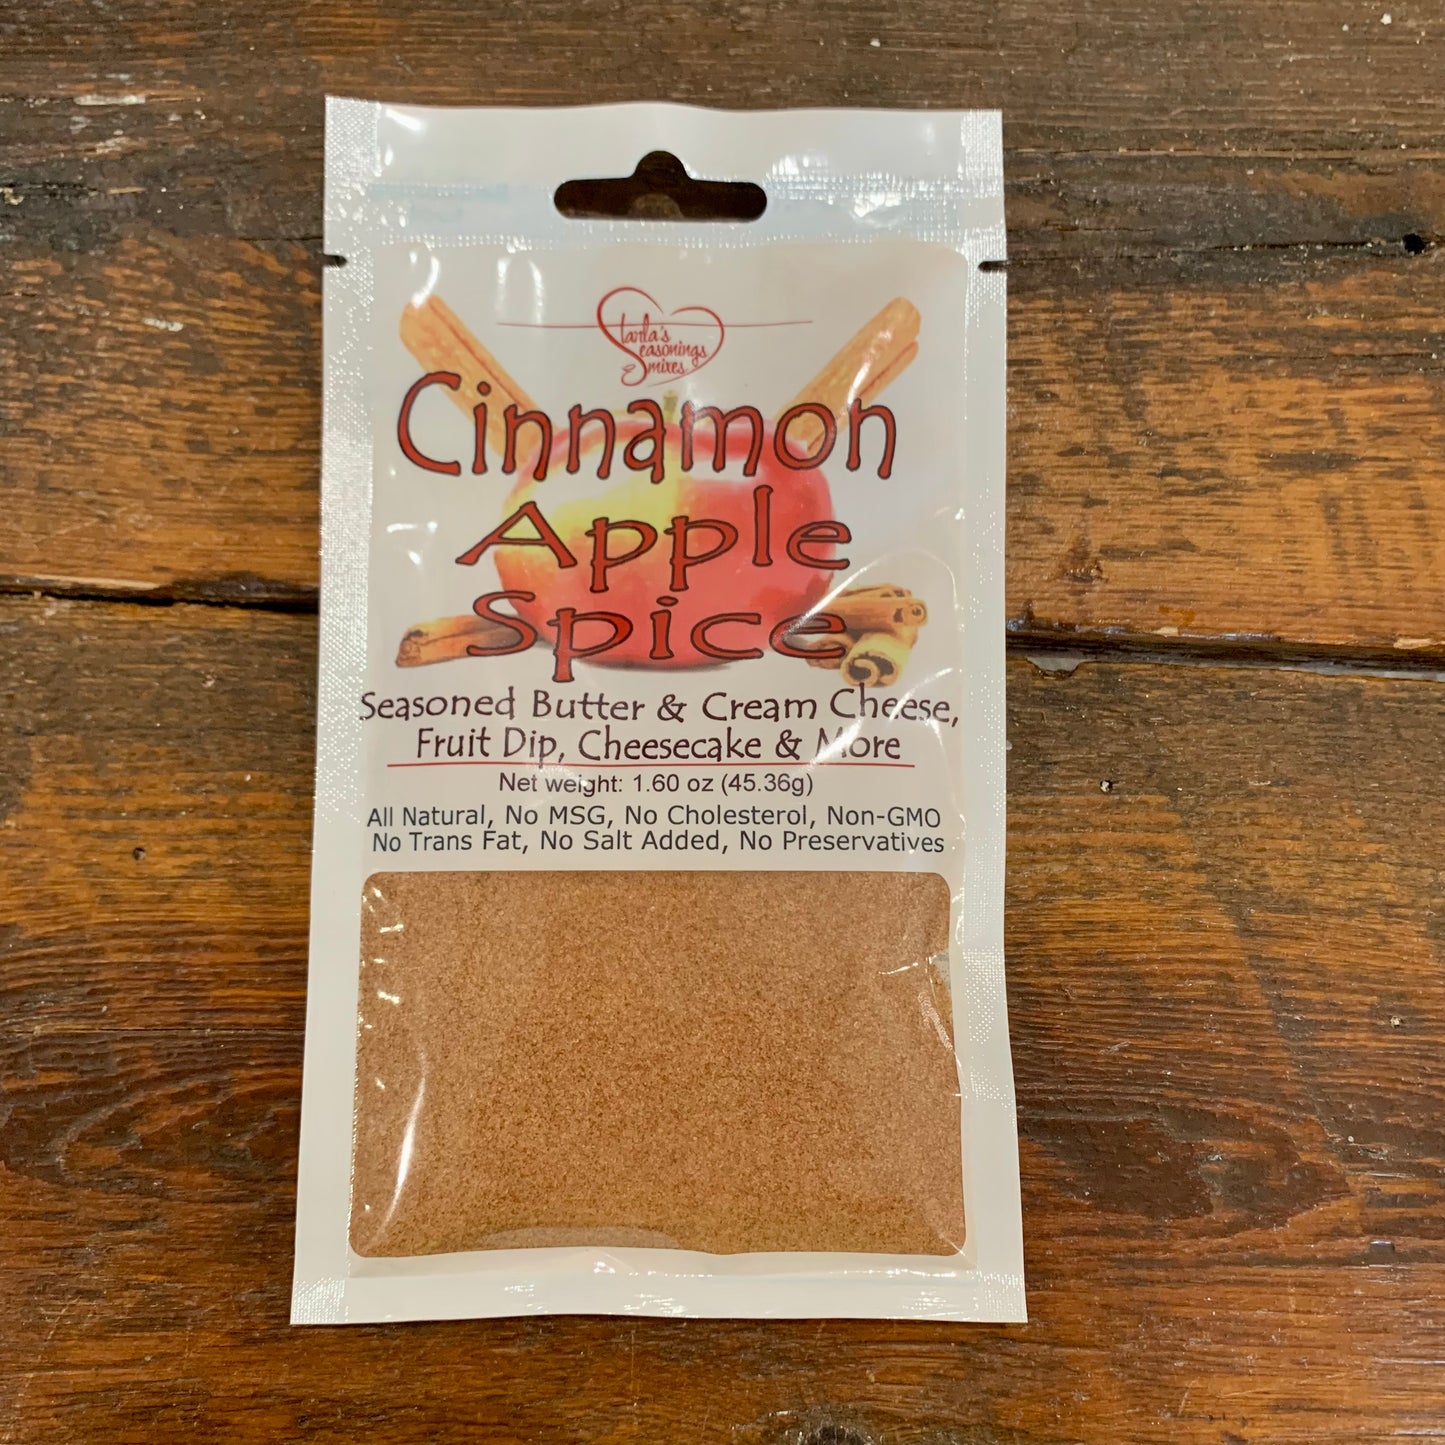 Starla's
Seasonings
& mixes
Cinnamon
Apple
Spice
Seasoned Butter & Cream Cheese,
Fruit Dip, Cheesecake & More
Net weight: 1.60 oz (45.36g)
All Natural, No MSG, No Cholesterol, Non-GMO
No Trans Fat, No Salt Added, No Preservatives